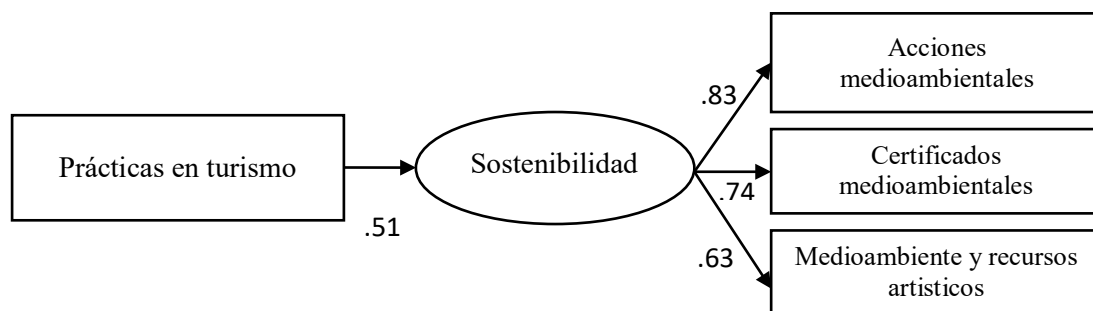 Acciones
medioambientales
.83
Prácticas en turismo
Sostenibilidad
Certificados
medioambientales
.74
.51
.63
Medioambiente y recursos
artisticos